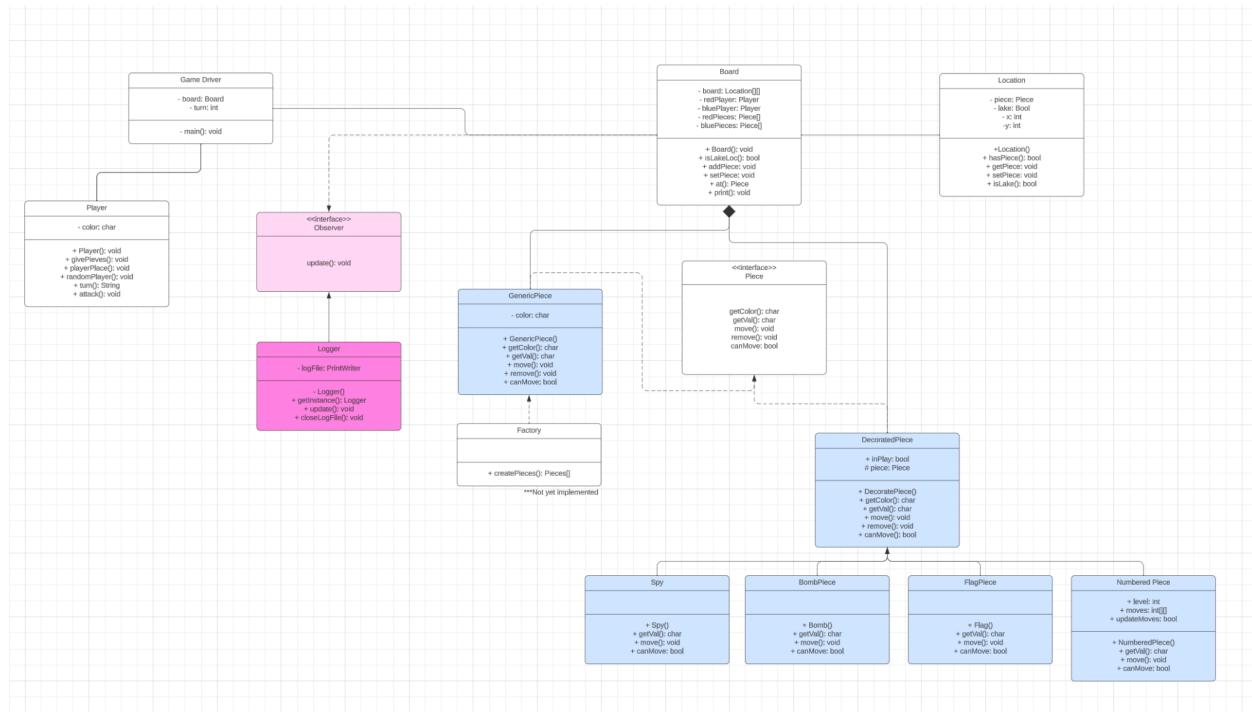 Game Driver
- board: Board
- turn: int
- main(): void
Board
- board: Location[][]
- redPlayer: Player
- bluePlayer: Player
- redPieces: Piece[]
- bluePieces: Piece[]
+ Board(): void
+ isLakeLoc(): bool
+ addPiece: void
+ setPiece: void
+ at(): Piece
+ print(): void
Location
- piece: Piece
- lake: Bool
- x: int
-y: int
+Location()
+ hasPiece(): bool
+ getPiece: void
+ setPiece: void
+ isLake(): bool
Player
- color: char
+ Player(): void
+ givePieves(): void
+ playerPlace(): void
+ randomPlayer(): void
+ turn(): String
+ attack(): void
<<interface>>
Observer
update(): void
<<interface>>
Piece
getColor(): char
getVal(): char
move(): void
remove(): void
canMove: bool
GenericPiece
- color: char
+ GenericPiece()
+ getColor(): char
+ getVal(): char
+ move(): void
+ remove(): void
+ canMove: bool
Logger
- logFile: PrintWriter
- Logger()
+ getInstance(): Logger
+ update(): void
+ closeLogFile(): void
Factory
+ createPieces(): Pieces[]
***Not yet implemented
DecoratedPiece
+ inPlay: bool
# piece: Piece
+ DecoratePiece()
+ getColor(): char
+ getVal(): char
+ move(): void
+ remove(): void
+ canMove(): bool
Spy
+ Spy()
+ getVal(): char
+ move(): void
+ canMove: bool
BombPiece
+ Bomb()
+ getVal(): char
+ move(): void
+ canMove: bool
FlagPiece
+ Flag()
+ getVal(): char
+ move(): void
+ canMove: bool
Numbered Piece
+ level: int
+ moves: int[][]
+ updateMoves: bool
+ NumberedPiece()
+ getVal(): char
+ move(): void
+ canMove: bool